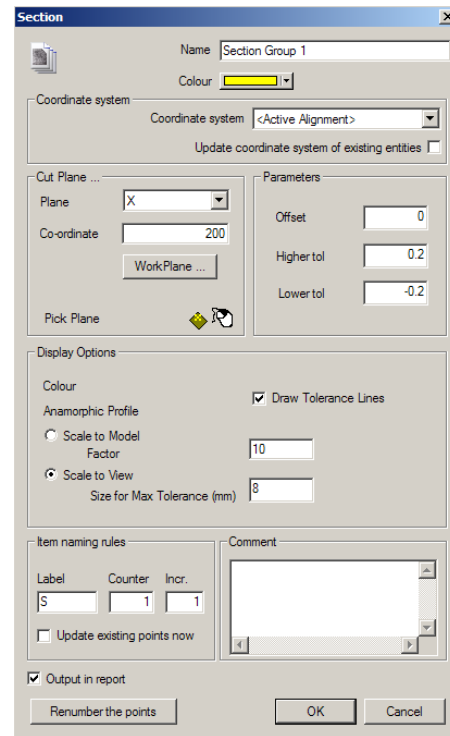 Section
Name Section Group 1
Colour
Coordinate system
Coordinate system <Active Alignment>
Update coordinate system of existing entities
Cut Plane ...
Plane X
Co-ordinate 200
WorkPlane ...
Pick Plane
Parameters
Offset 0
Higher tol 0.2
Lower tol -0.2
Display Options
Colour
Draw Tolerance Lines
Anamorphic Profile
Scale to Model
Factor 10
Scale to View
Size for Max Tolerance (mm) 8
Item naming rules
Label Counter Incr.
S 1 1
Update existing points now
Comment
Output in report
Renumber the points OK Cancel